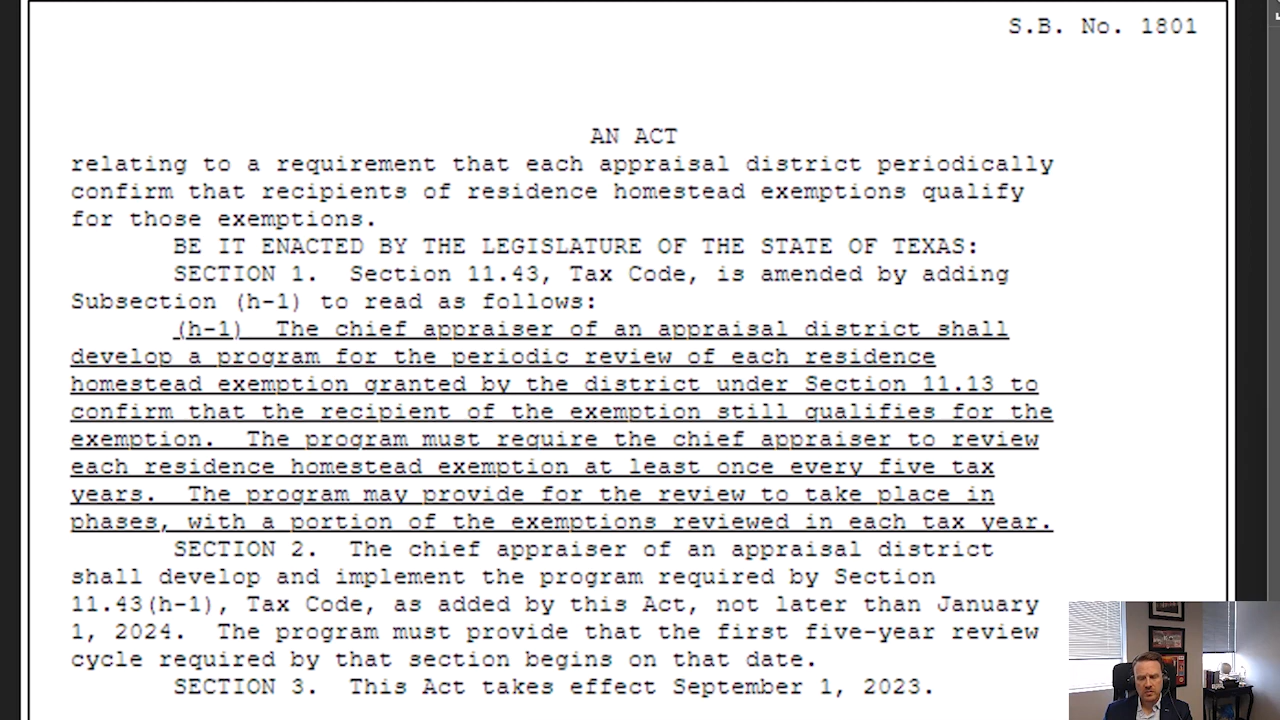 S.B. No. 1801
AN ACT
relating to a requirement that each appraisal district periodically
confirm that recipients of residence homestead exemptions qualify
for those exemptions.
BE IT ENACTED BY THE LEGISLATURE OF THE STATE OF TEXAS:
SECTION 1. Section 11.43, Tax Code, is amended by adding
Subsection (h-1) to read as follows:
(h-1) The chief appraiser of an appraisal district shall
develop a program for the periodic review of each residence
homestead exemption granted by the district under Section 11.13 to
confirm that the recipient of the exemption still qualifies for the
exemption. The program must require the chief appraiser to review
each residence homestead exemption at least once every five tax
years. The program may provide for the review to take place in
phases, with a portion of the exemptions reviewed in each tax year.
SECTION 2. The chief appraiser of an appraisal district
shall develop and implement the program required by Section
11.43(h-1), Tax Code, as added by this Act, not later than January
1, 2024. The program must provide that the first five-year review
cycle required by that section begins on that date.
SECTION 3. This Act takes effect September 1, 2023.